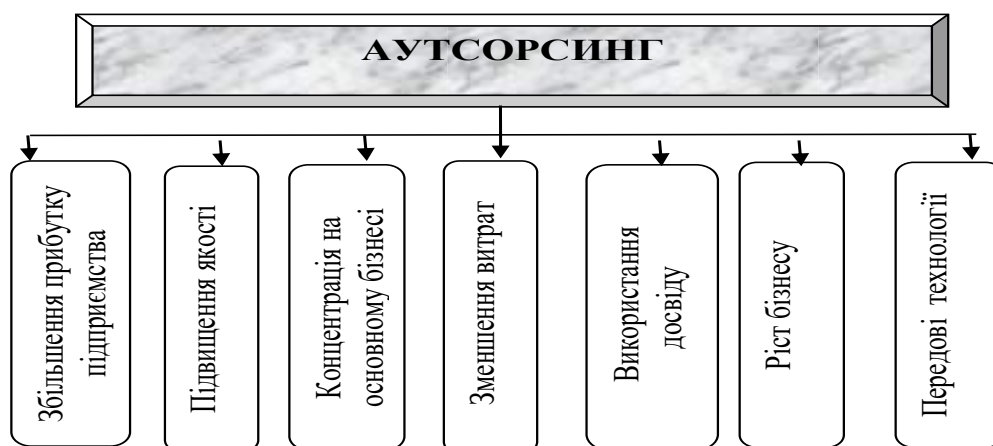 АУТСОРСИНГ
Збільшення прибутку
підприємства
Підвищення якості
Концентрація на
основному бізнесі
Зменшення витрат
Використання
досвіду
Ріст бізнесу
Передові технології